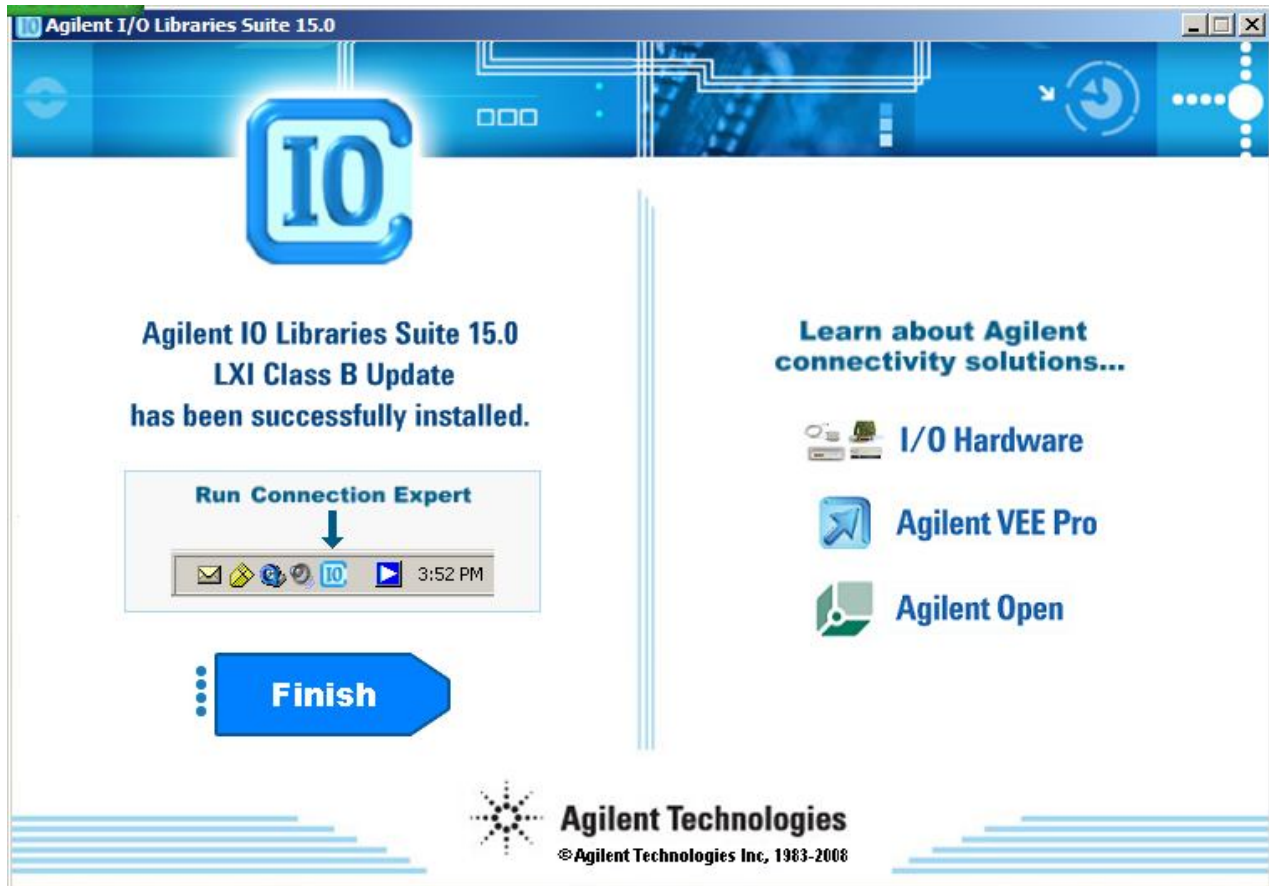 Agilent I/O Libraries Suite 15.0
IO
Agilent IO Libraries Suite 15.0
LXI Class B Update
has been successfully installed.
Run Connection Expert
IO
3:52 PM
Finish
Learn about Agilent
connectivity solutions...
I/O Hardware
Agilent VEE Pro
Agilent Open
Agilent Technologies
©Agilent Technologies Inc, 1983-2008